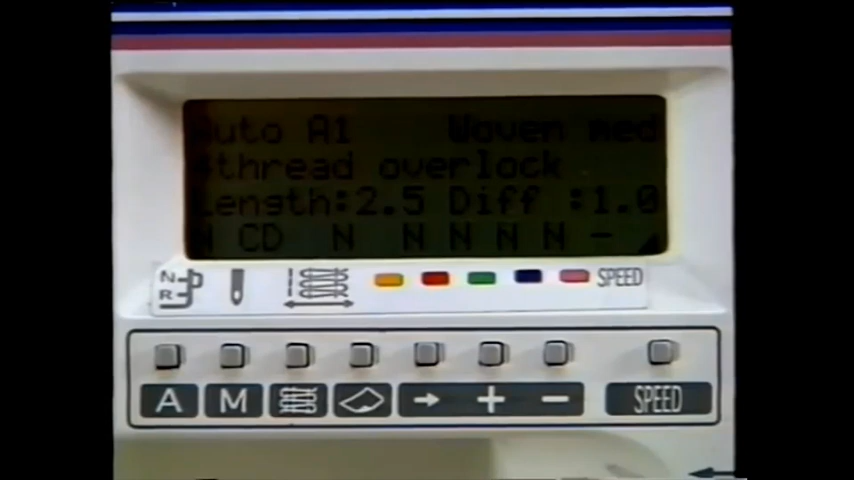 Auto A1 Woven med
4thread overlock
Length:2.5 Diff :1.0
N CD N N N N N -
N
R
SPEED
A M → + - SPEED